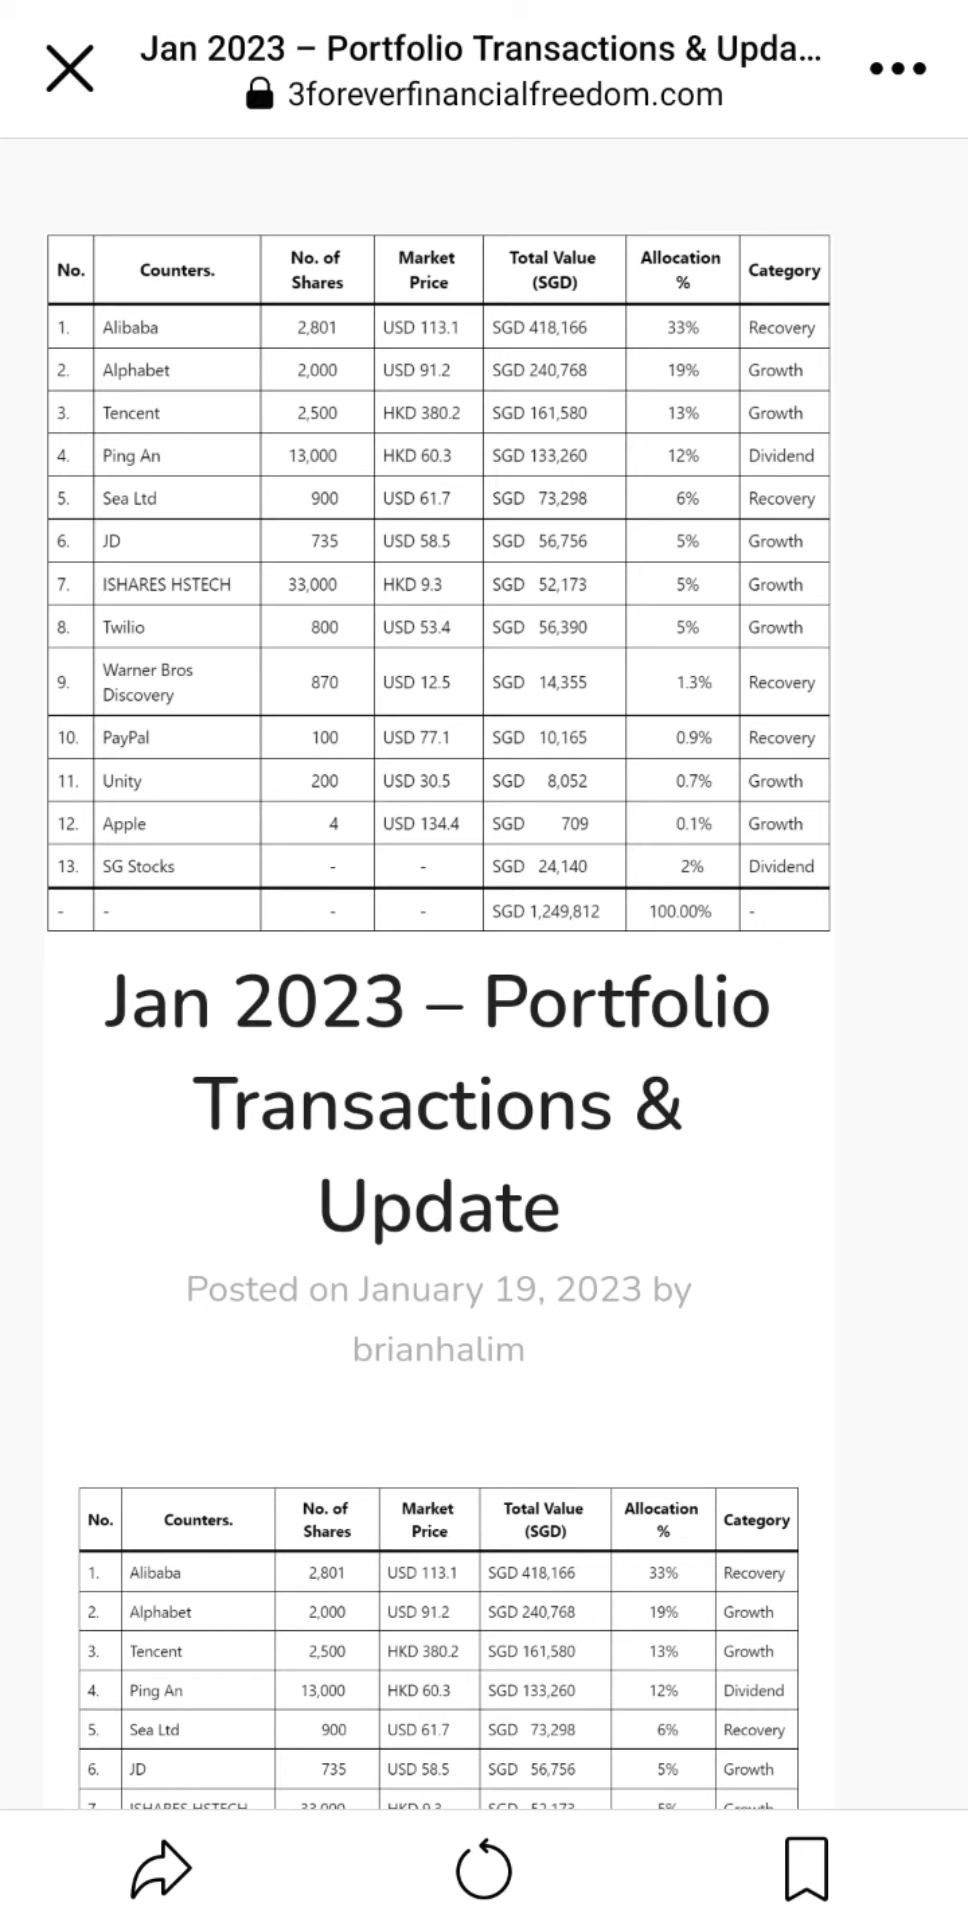 Jan 2023 – Portfolio Transactions & Upda...
3foreverfinancialfreedom.com
No. Counters. No. of Shares Market Price Total Value (SGD) Allocation % Category
1. Alibaba 2,801 USD 113.1 SGD 418,166 33% Recovery
2. Alphabet 2,000 USD 91.2 SGD 240,768 19% Growth
3. Tencent 2,500 HKD 380.2 SGD 161,580 13% Growth
4. Ping An 13,000 HKD 60.3 SGD 133,260 12% Dividend
5. Sea Ltd 900 USD 61.7 SGD 73,298 6% Recovery
6. JD 735 USD 58.5 SGD 56,756 5% Growth
7. ISHARES HSTECH 33,000 HKD 9.3 SGD 52,173 5% Growth
8. Twilio 800 USD 53.4 SGD 56,390 5% Growth
9. Warner Bros Discovery 870 USD 12.5 SGD 14,355 1.3% Recovery
10. PayPal 100 USD 77.1 SGD 10,165 0.9% Recovery
11. Unity 200 USD 30.5 SGD 8,052 0.7% Growth
12. Apple 4 USD 134.4 SGD 709 0.1% Growth
13. SG Stocks - - SGD 24,140 2% Dividend
- - - - SGD 1,249,812 100.00% -
Jan 2023 – Portfolio
Transactions &
Update
Posted on January 19, 2023 by
brianhalim
No. Counters. No. of Shares Market Price Total Value (SGD) Allocation % Category
1. Alibaba 2,801 USD 113.1 SGD 418,166 33% Recovery
2. Alphabet 2,000 USD 91.2 SGD 240,768 19% Growth
3. Tencent 2,500 HKD 380.2 SGD 161,580 13% Growth
4. Ping An 13,000 HKD 60.3 SGD 133,260 12% Dividend
5. Sea Ltd 900 USD 61.7 SGD 73,298 6% Recovery
6. JD 735 USD 58.5 SGD 56,756 5% Growth
7 ISHARES HSTECH 33,000 HKD 9.3 SGD 52,173 5% Growth